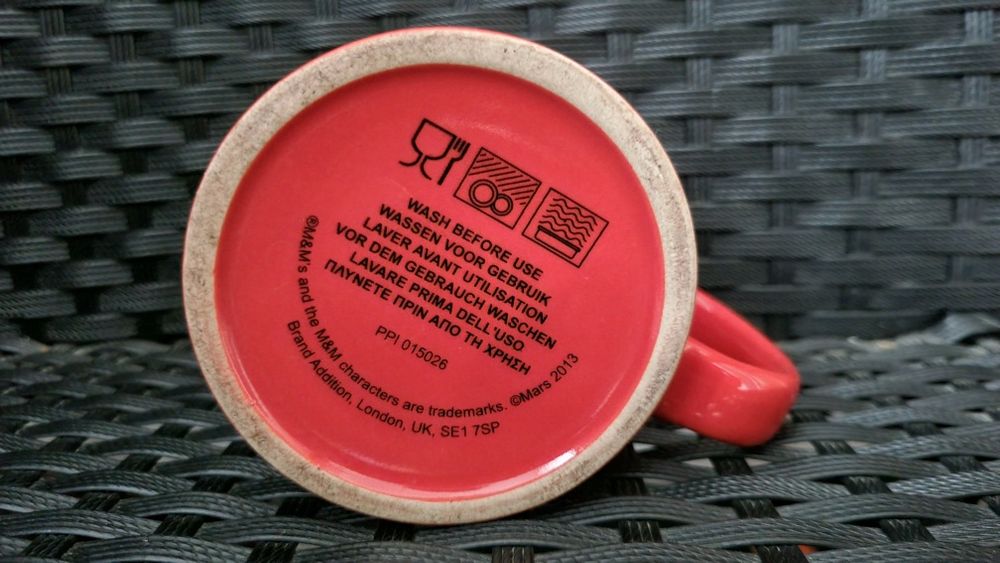 WASH BEFORE USE
WASSEN VOOR GEBRUIK
LAVER AVANT UTILISATION
VOR DEM GEBRAUCH WASCHEN
LAVARE PRIMA DELL'USO
ΠΛΥΝΕΤΕ ΠΡΙΝ ΑΠΟ ΤΗ ΧΡΗΣΗ
PPI 015026
®M&M's and the M&M characters are trademarks. ©Mars 2013
Brand Addition, London, UK, SE1 7SP